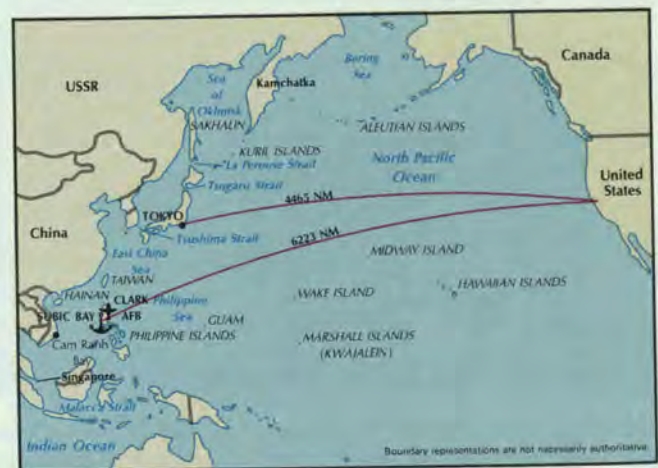 Canada
USSR
Bering
Sea
Sea
of
Okhotsk
Kamchatka
SAKHALIN
ALEUTIAN ISLANDS
KURIL ISLANDS
La Perouse Strait
North Pacific
Ocean
United
States
Tsugaru Strait
4465 NM
TOKYO
China
Tsushima Strait
6223 NM
East China
Sea
MIDWAY ISLAND
TAIWAN
HAINAN
CLARK
AFB
Philippine
Sea
WAKE ISLAND
HAWAIIAN ISLANDS
SUBIC BAY
GUAM
PHILIPPINE ISLANDS
MARSHALL ISLANDS
(KWAJALEIN)
Cam Ranh
Bay
Singapore
Malacca Strait
Indian Ocean
Boundary representations are not necessarily authoritative.